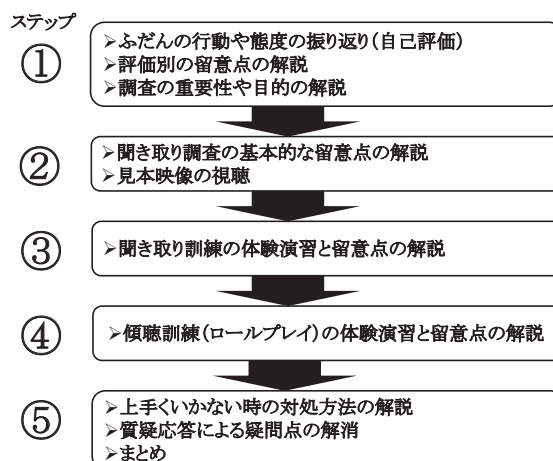 ステップ
①
➢ふだんの行動や態度の振り返り(自己評価)
➢評価別の留意点の解説
➢調査の重要性や目的の解説
②
➢聞き取り調査の基本的な留意点の解説
➢見本映像の視聴
③
➢聞き取り訓練の体験演習と留意点の解説
④
➢傾聴訓練(ロールプレイ)の体験演習と留意点の解説
⑤
➢上手くいかない時の対処方法の解説
➢質疑応答による疑問点の解消
➢まとめ